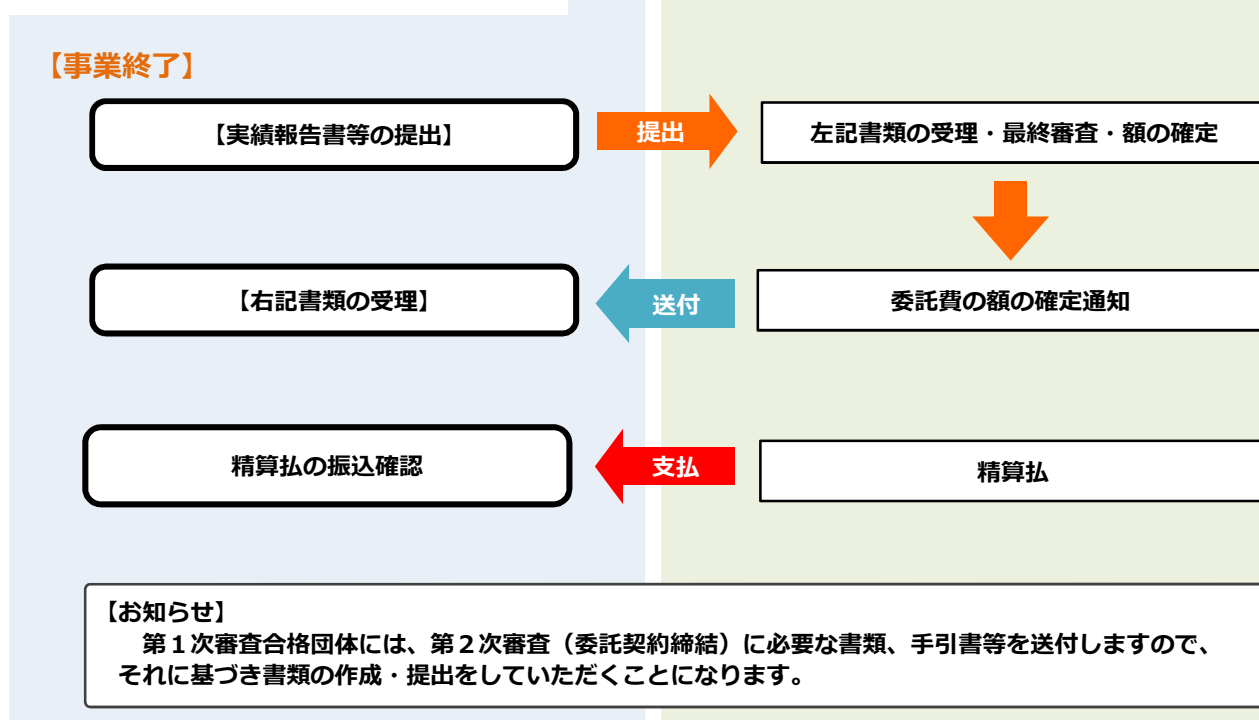 【事業終了】
【実績報告書等の提出】
提出
左記書類の受理・最終審査・額の確定
【右記書類の受理】
送付
委託費の額の確定通知
精算払の振込確認
支払
精算払
【お知らせ】
第１次審査合格団体には、第２次審査（委託契約締結）に必要な書類、手引書等を送付しますので、
それに基づき書類の作成・提出をしていただくことになります。